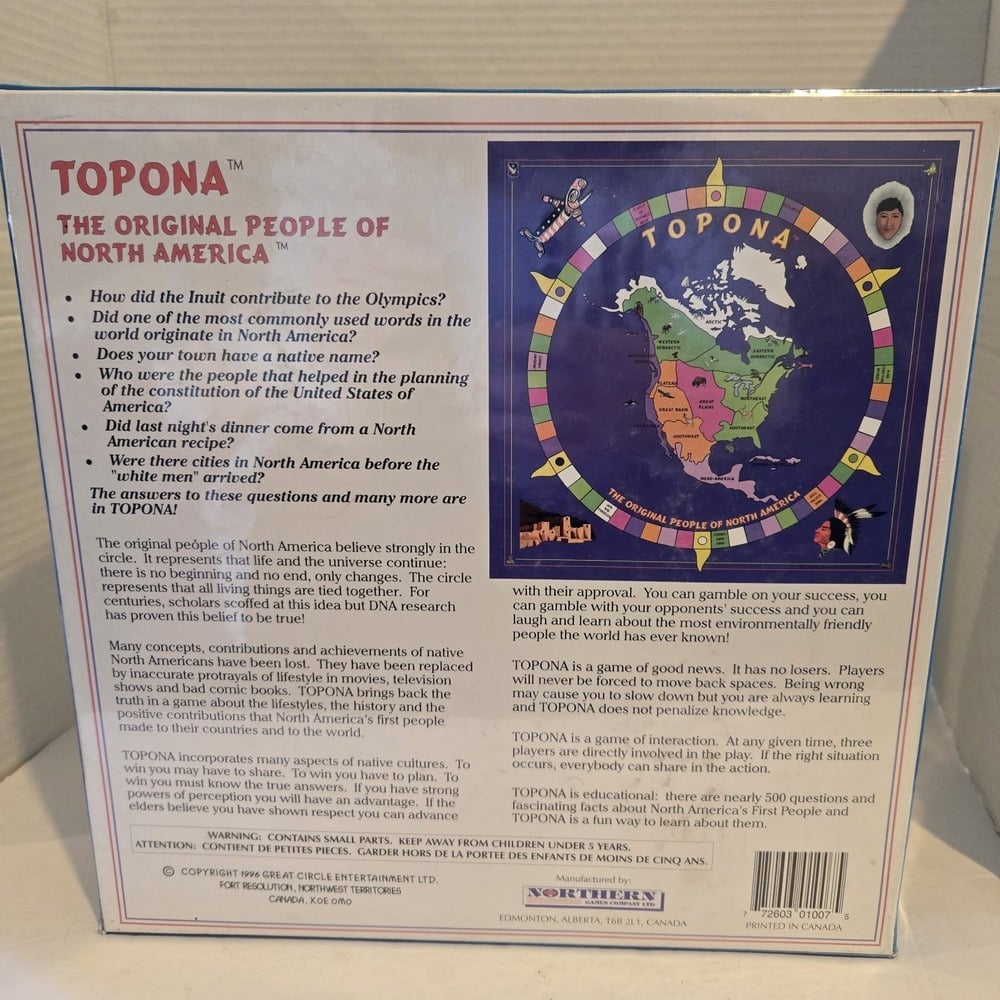 TOPONA™
THE ORIGINAL PEOPLE OF
NORTH AMERICA™
• How did the Inuit contribute to the Olympics?
• Did one of the most commonly used words in the
world originate in North America?
• Does your town have a native name?
• Who were the people that helped in the planning
of the constitution of the United States of
America?
• Did last night's dinner come from a North
American recipe?
• Were there cities in North America before the
"white men" arrived?
The answers to these questions and many more are
in TOPONA!
The original people of North America believe strongly in the
circle. It represents that life and the universe continue:
there is no beginning and no end, only changes. The circle
represents that all living things are tied together. For
centuries, scholars scoffed at this idea but DNA research
has proven this belief to be true!
Many concepts, contributions and achievements of native
North Americans have been lost. They have been replaced
by inaccurate protrayals of lifestyle in movies, television
shows and bad comic books. TOPONA brings back the
truth in a game about the lifestyles, the history and the
positive contributions that North America's first people
made to their countries and to the world.
TOPONA incorporates many aspects of native cultures. To
win you may have to share. To win you have to plan. To
win you must know the true answers. If you have strong
powers of perception you will have an advantage. If the
elders believe you have shown respect you can advance
TOPONA
ARCTIC
WESTERN
SUBARCTIC
EASTERN
SUBARCTIC
PLATEAU
GREAT
PLAINS
GREAT BASIN
NORTHEAST
SOUTHEAST
SOUTHWEST
MESO-AMERICA
THE ORIGINAL PEOPLE OF NORTH AMERICA
with their approval. You can gamble on your success, you
can gamble with your opponents' success and you can
laugh and learn about the most environmentally friendly
people the world has ever known!
TOPONA is a game of good news. It has no losers. Players
will never be forced to move back spaces. Being wrong
may cause you to slow down but you are always learning
and TOPONA does not penalize knowledge.
TOPONA is a game of interaction. At any given time, three
players are directly involved in the play. If the right situation
occurs, everybody can share in the action.
TOPONA is educational: there are nearly 500 questions and
fascinating facts about North America's First People and
TOPONA is a fun way to learn about them.
WARNING: CONTAINS SMALL PARTS. KEEP AWAY FROM CHILDREN UNDER 5 YEARS.
ATTENTION: CONTIENT DE PETITES PIECES. GARDER HORS DE LA PORTEE DES ENFANTS DE MOINS DE CINQ ANS.
© COPYRIGHT 1996 GREAT CIRCLE ENTERTAINMENT LTD.
FORT RESOLUTION, NORTHWEST TERRITORIES
CANADA, X0E 0M0
Manufactured by:
NORTHERN
GAMES COMPANY LTD
EDMONTON, ALBERTA, T6B 2L1, CANADA
7 72603 01007 5
PRINTED IN CANADA